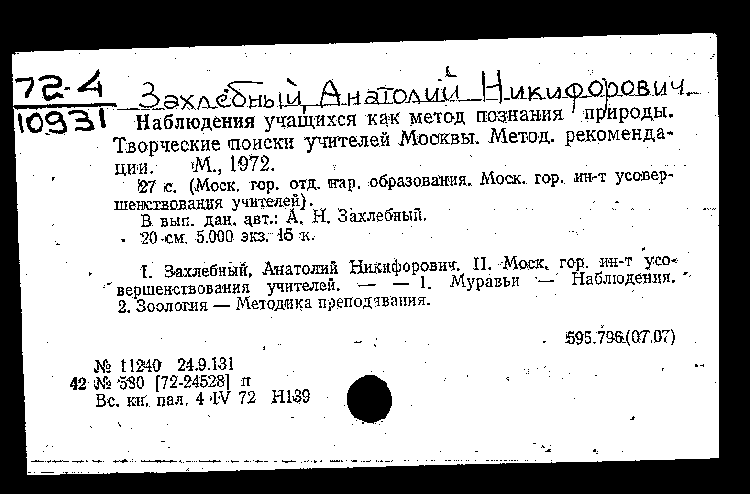 72-4
10931
Захлебный, Анатолий Никифорович.
Наблюдения учащихся как метод познания природы.
Творческие поиски учителей Москвы. Метод. рекоменда-
ции. М., 1972.
27 с. (Моск. гор. отд. нар. образования. Моск. гор. ин-т усовер-
шенствования учителей).
В вып. дан. авт.: А. Н. Захлебный.
20 см. 5.000 экз. 15 к.
I. Захлебный, Анатолий Никифорович. II. Моск. гор. ин-т усо-
вершенствования учителей. — — 1. Муравьи — Наблюдения.
2. Зоология — Методика преподавания.
595.796(07.07)
№ 11240 24.9.131
42 № 580 [72-24528] п
Вс. кн. пал. 4 IV 72 Н139